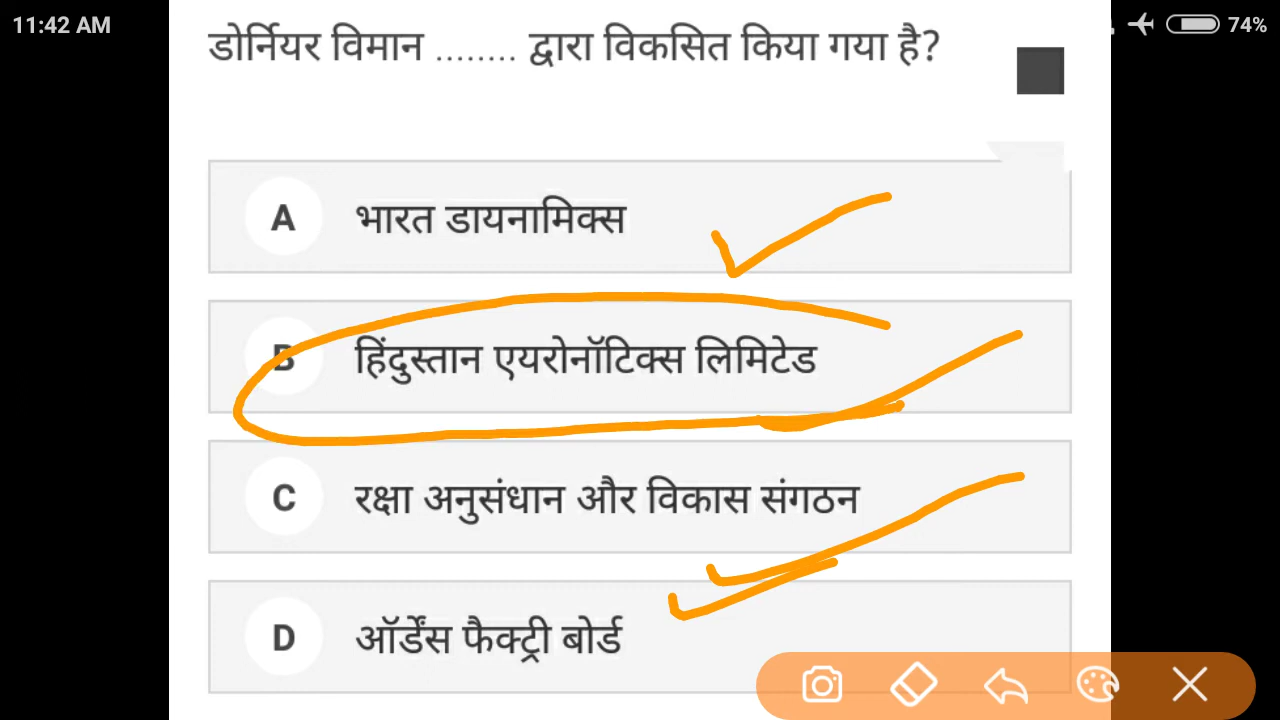 11:42 AM
74%
डोर्नियर विमान ........ द्वारा विकसित किया गया है?
A भारत डायनामिक्स
B हिंदुस्तान एयरोनॉटिक्स लिमिटेड
C रक्षा अनुसंधान और विकास संगठन
D ऑर्डेंस फैक्ट्री बोर्ड